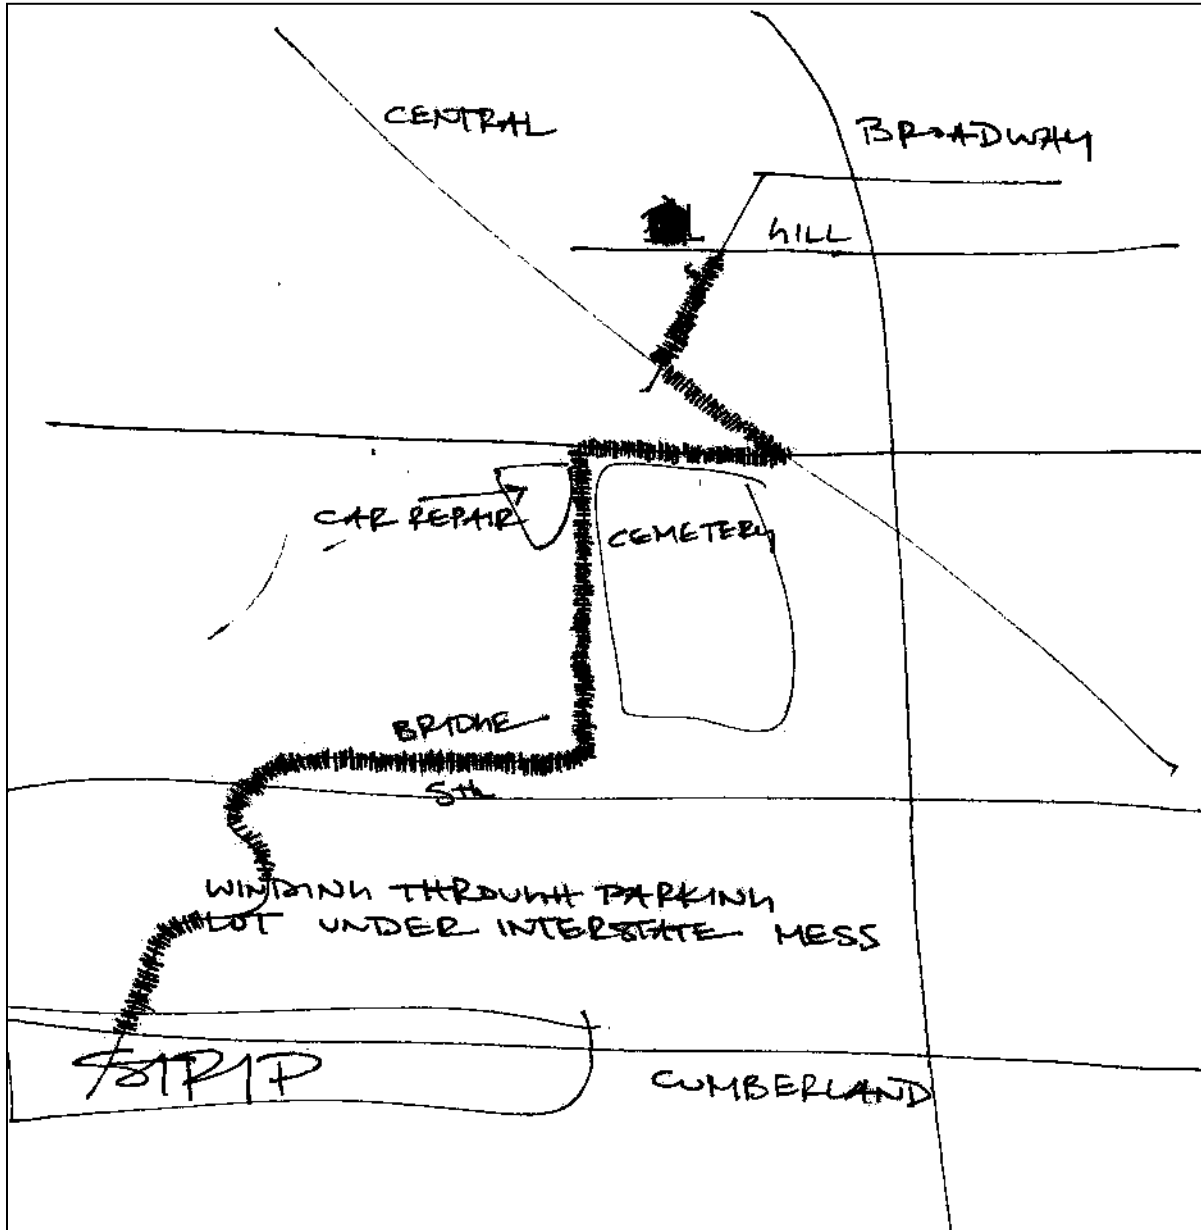 CENTRAL
BROADWAY
HILL
CAR REPAIR
CEMETERY
BRIDGE
5th
WINDING THROUGH PARKING
LOT UNDER INTERSTATE MESS
STRIP
CUMBERLAND